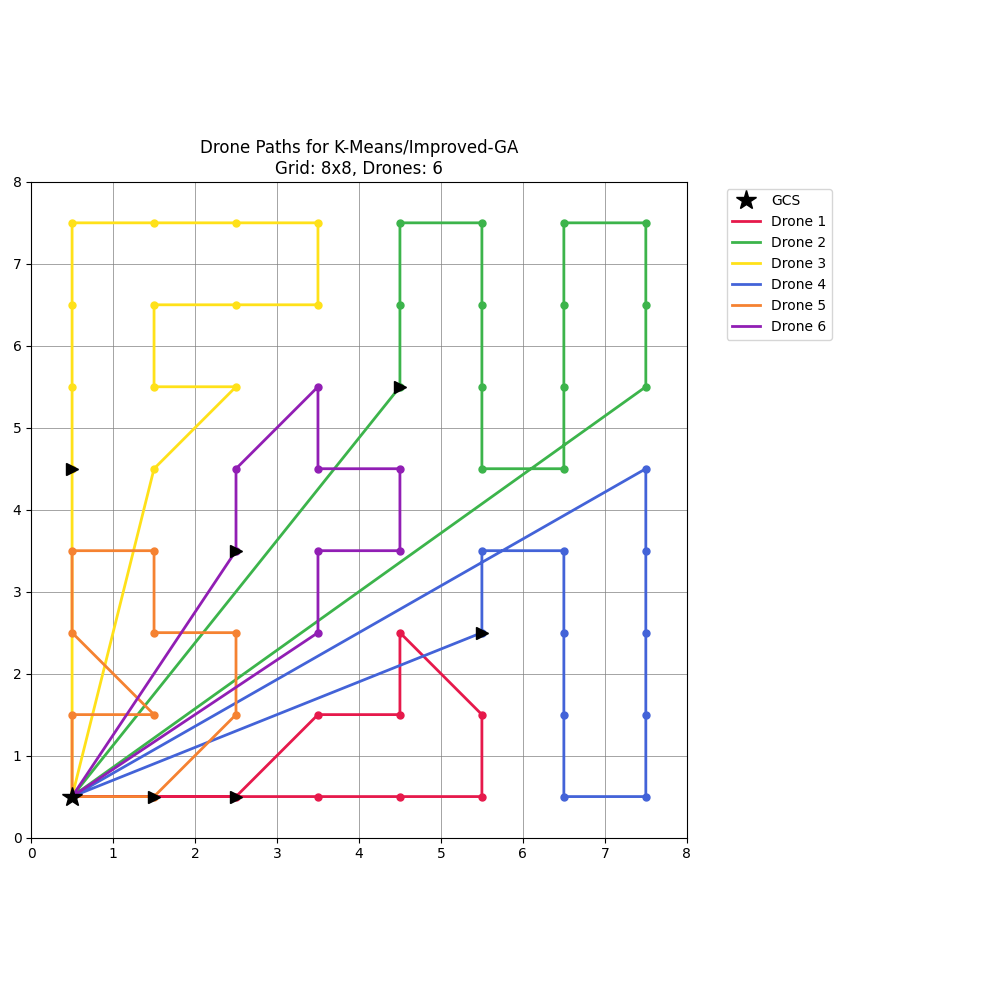 Drone Paths for K-Means/Improved-GA
Grid: 8x8, Drones: 6
8
7
6
5
4
3
2
1
0
0 1 2 3 4 5 6 7 8
GCS
Drone 1
Drone 2
Drone 3
Drone 4
Drone 5
Drone 6